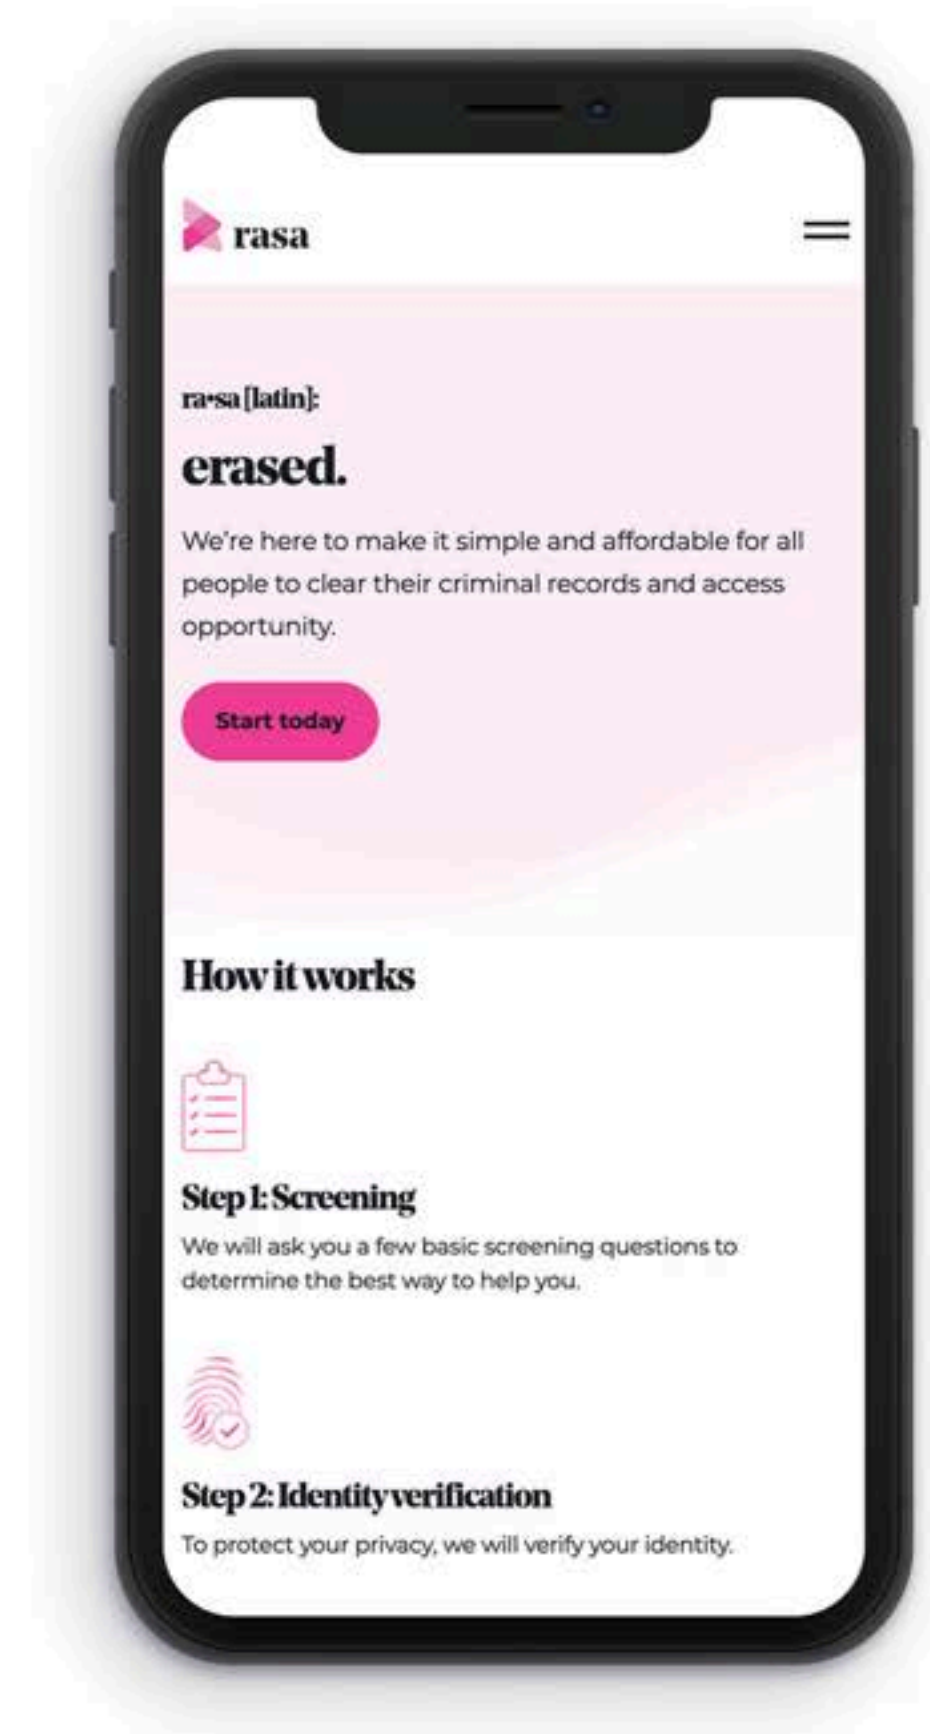 rasa
ra•sa [latin]:
erased.
We're here to make it simple and affordable for all
people to clear their criminal records and access
opportunity.
Start today
How it works
Step 1: Screening
We will ask you a few basic screening questions to
determine the best way to help you.
Step 2: Identity verification
To protect your privacy, we will verify your identity.